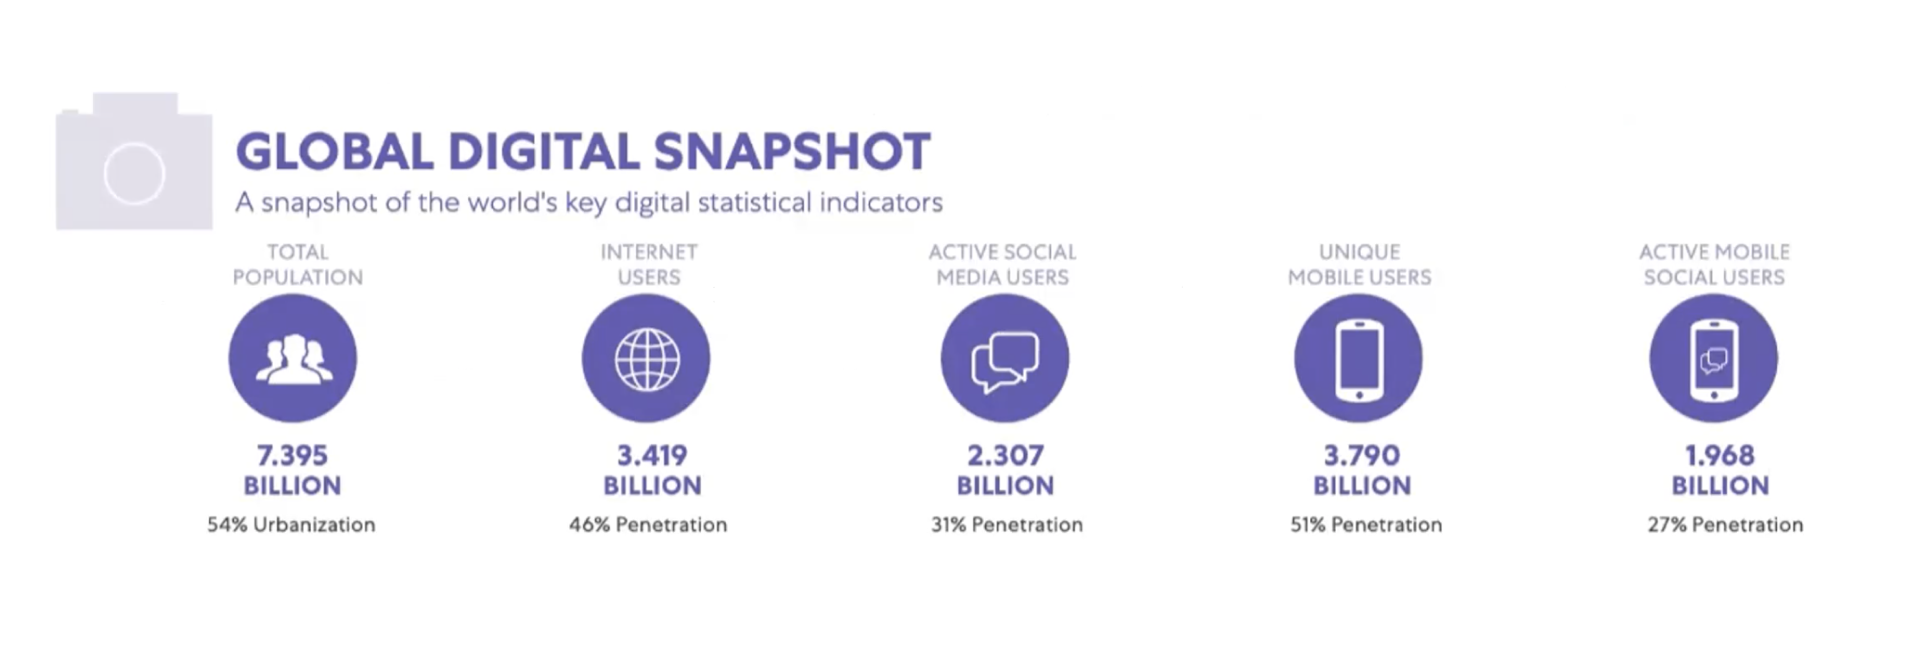 GLOBAL DIGITAL SNAPSHOT
A snapshot of the world's key digital statistical indicators
TOTAL
POPULATION
7.395
BILLION
54% Urbanization
INTERNET
USERS
3.419
BILLION
46% Penetration
ACTIVE SOCIAL
MEDIA USERS
2.307
BILLION
31% Penetration
UNIQUE
MOBILE USERS
3.790
BILLION
51% Penetration
ACTIVE MOBILE
SOCIAL USERS
1.968
BILLION
27% Penetration